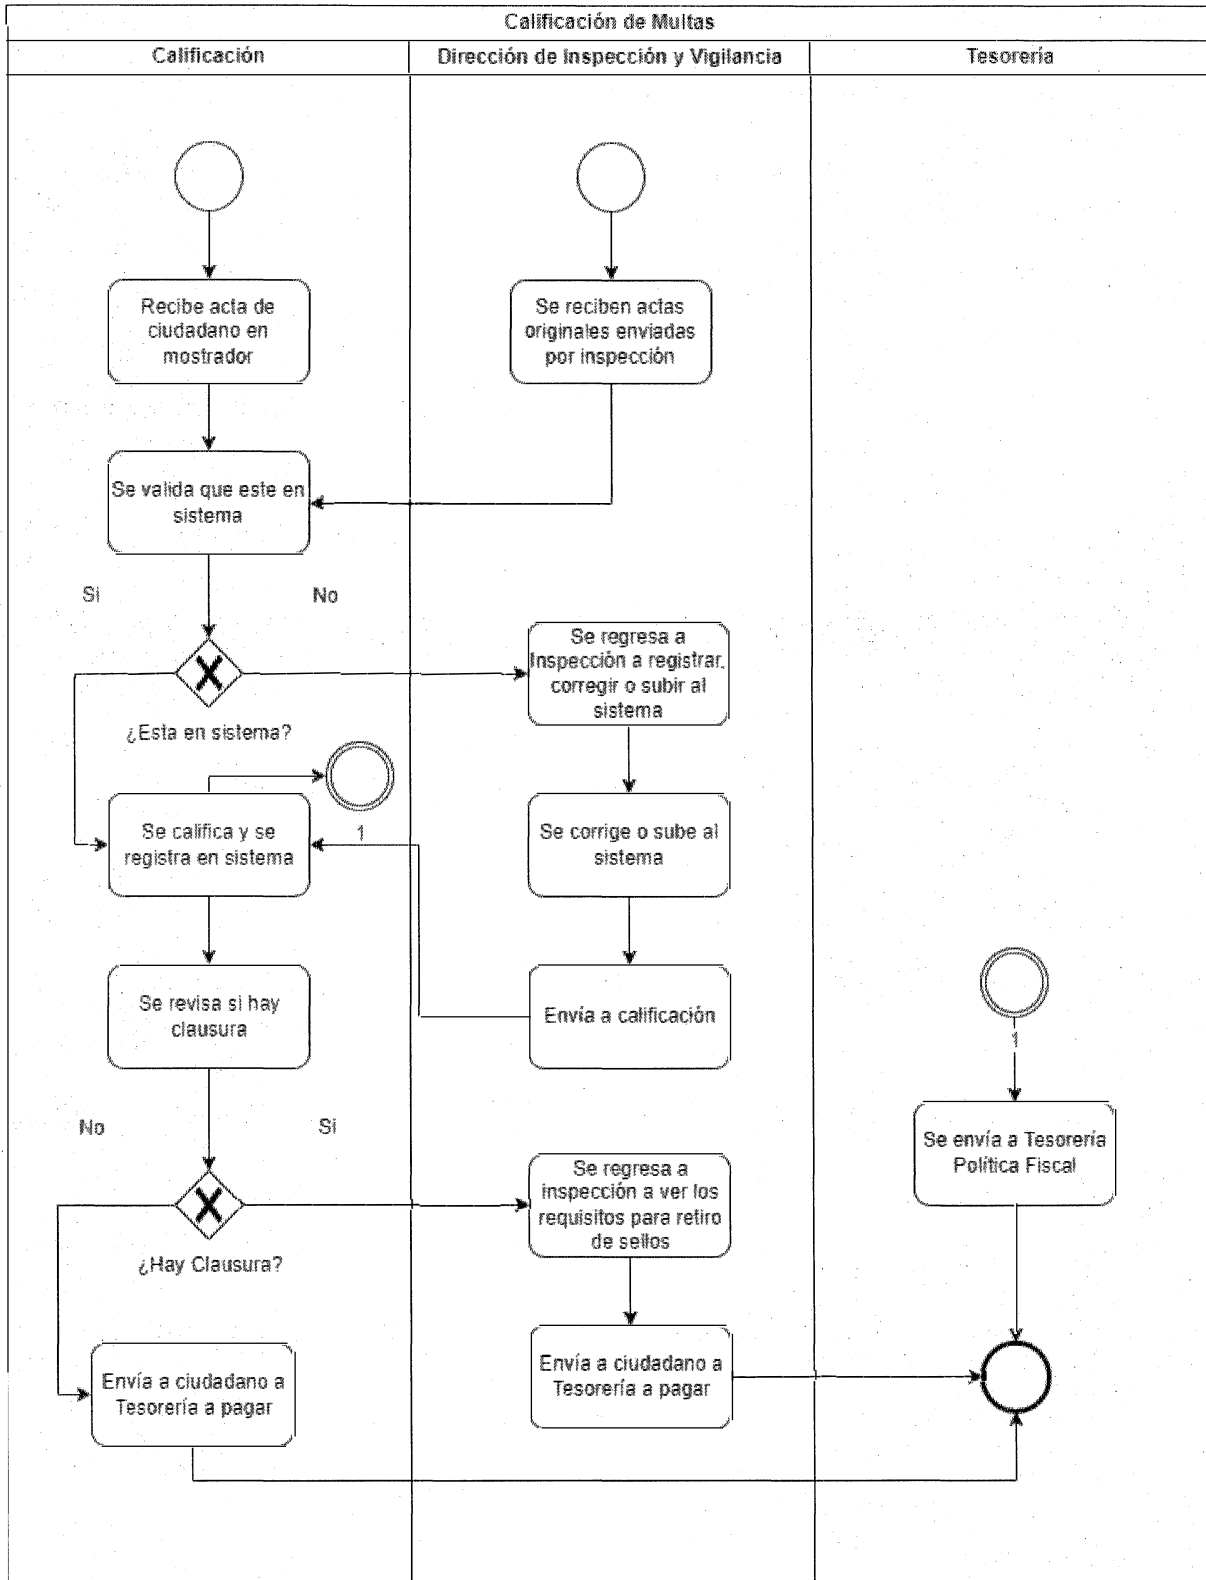 Calificación de Multas
Calificación
Dirección de Inspección y Vigilancia
Tesorería
Recibe acta de
ciudadano en
mostrador
Se reciben actas
originales enviadas
por inspección
Se valida que este en
sistema
Si
No
¿Esta en sistema?
Se regresa a
Inspección a registrar,
corregir o subir al
sistema
1
Se califica y se
registra en sistema
Se corrige o sube al
sistema
Se revisa si hay
clausura
Envía a calificación
1
No
Si
¿Hay Clausura?
Se regresa a
inspección a ver los
requisitos para retiro
de sellos
Se envía a Tesorería
Política Fiscal
Envía a ciudadano a
Tesorería a pagar
Envía a ciudadano a
Tesorería a pagar